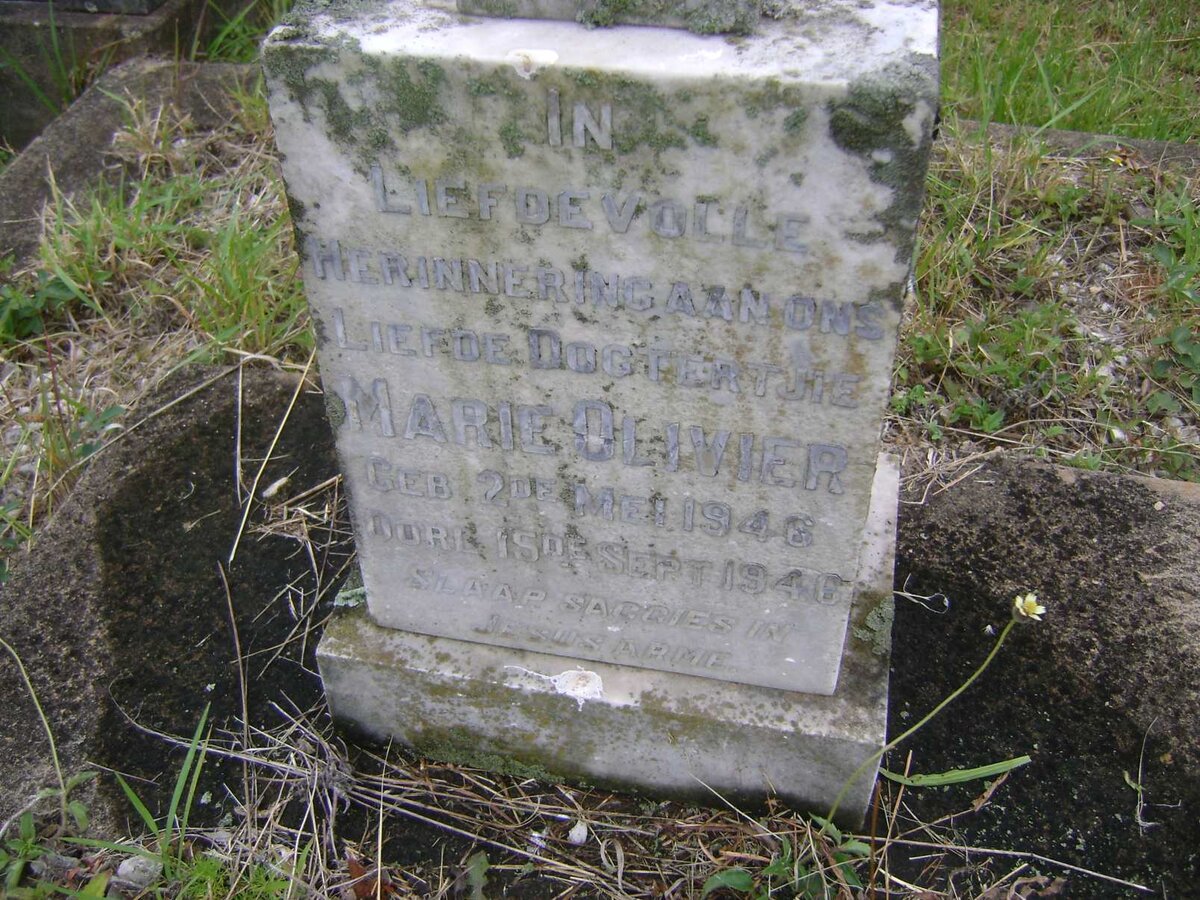 IN
LIEFDEVOLLE
HERINNERING AAN ONS
LIEFDE DOGTERTJIE
MARIE OLIVIER
GEB 2DE MEI 1946
OORL 15DE SEPT 1946
SLAAP SAGGIES IN
JESUS ARME